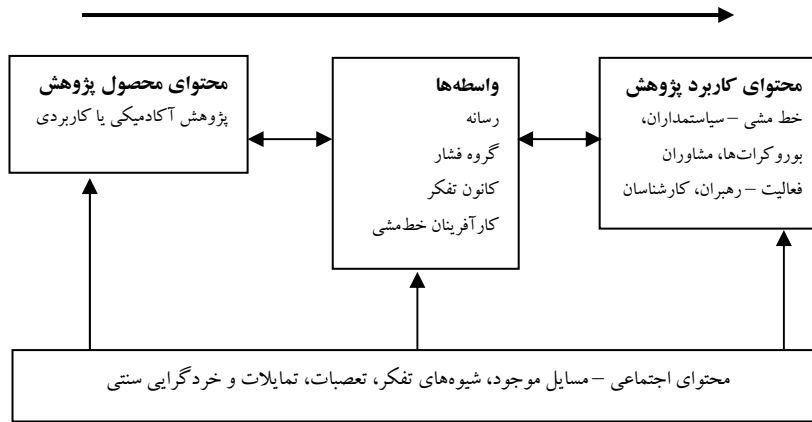 محتوای محصول پژوهش
پژوهش آکادمیکی یا کاربردی
واسطه‌ها
رسانه
گروه فشار
کانون تفکر
کارآفرینان خط‌مشی
محتوای کاربرد پژوهش
خط مشی – سیاستمداران،
بوروکرات‌ها، مشاوران
فعالیت – رهبران، کارشناسان
محتوای اجتماعی – مسایل موجود، شیوه‌های تفکر، تعصبات، تمایلات و خردگرایی سنتی